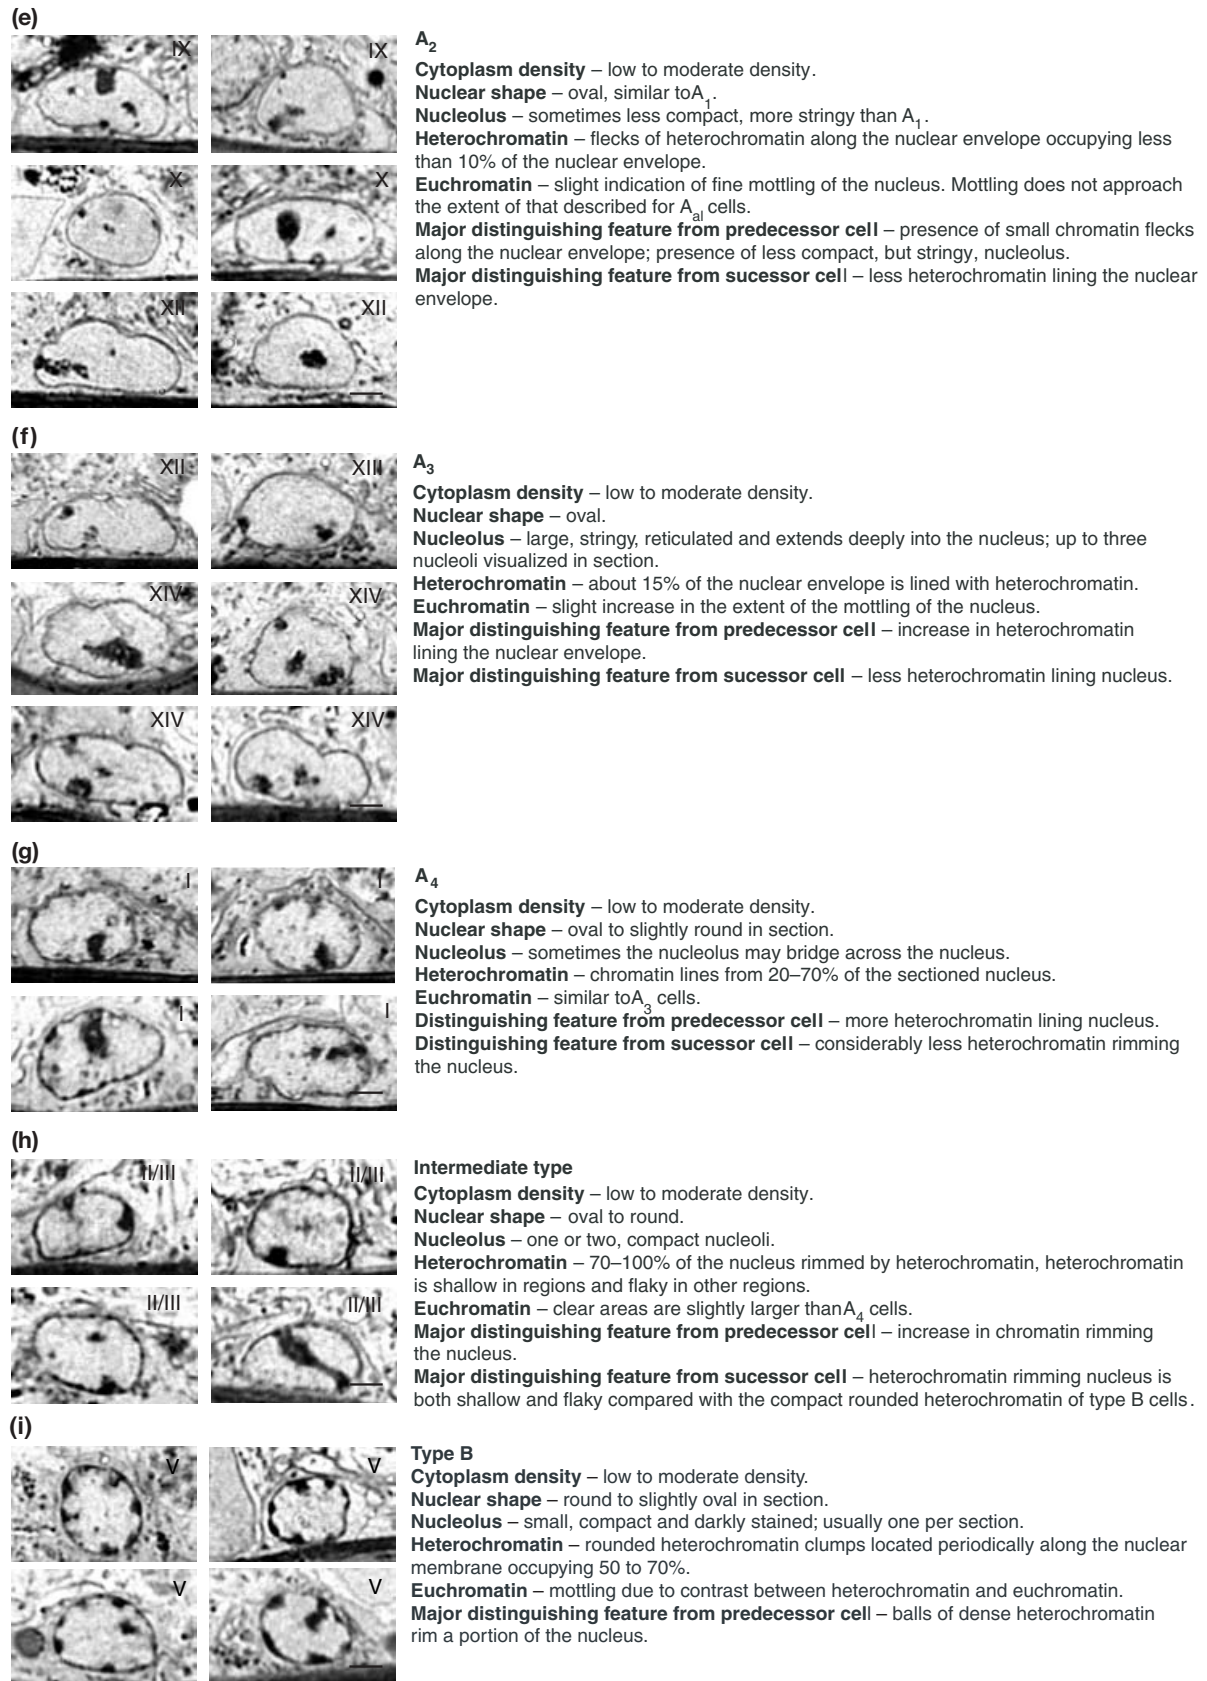 (e)
IX
IX
X
X
XII
XII
A2
Cytoplasm density – low to moderate density.
Nuclear shape – oval, similar toA1.
Nucleolus – sometimes less compact, more stringy than A1.
Heterochromatin – flecks of heterochromatin along the nuclear envelope occupying less
than 10% of the nuclear envelope.
Euchromatin – slight indication of fine mottling of the nucleus. Mottling does not approach
the extent of that described for Aal cells.
Major distinguishing feature from predecessor cell – presence of small chromatin flecks
along the nuclear envelope; presence of less compact, but stringy, nucleolus.
Major distinguishing feature from sucessor cell – less heterochromatin lining the nuclear
envelope.
(f)
XII
XIII
XIV
XIV
XIV
XIV
A3
Cytoplasm density – low to moderate density.
Nuclear shape – oval.
Nucleolus – large, stringy, reticulated and extends deeply into the nucleus; up to three
nucleoli visualized in section.
Heterochromatin – about 15% of the nuclear envelope is lined with heterochromatin.
Euchromatin – slight increase in the extent of the mottling of the nucleus.
Major distinguishing feature from predecessor cell – increase in heterochromatin
lining the nuclear envelope.
Major distinguishing feature from sucessor cell – less heterochromatin lining nucleus.
(g)
I
I
I
I
A4
Cytoplasm density – low to moderate density.
Nuclear shape – oval to slightly round in section.
Nucleolus – sometimes the nucleolus may bridge across the nucleus.
Heterochromatin – chromatin lines from 20–70% of the sectioned nucleus.
Euchromatin – similar toA3 cells.
Distinguishing feature from predecessor cell – more heterochromatin lining nucleus.
Distinguishing feature from sucessor cell – considerably less heterochromatin rimming
the nucleus.
(h)
II/III
II/III
II/III
II/III
Intermediate type
Cytoplasm density – low to moderate density.
Nuclear shape – oval to round.
Nucleolus – one or two, compact nucleoli.
Heterochromatin – 70–100% of the nucleus rimmed by heterochromatin, heterochromatin
is shallow in regions and flaky in other regions.
Euchromatin – clear areas are slightly larger thanA4 cells.
Major distinguishing feature from predecessor cell – increase in chromatin rimming
the nucleus.
Major distinguishing feature from sucessor cell – heterochromatin rimming nucleus is
both shallow and flaky compared with the compact rounded heterochromatin of type B cells.
(i)
V
V
V
V
Type B
Cytoplasm density – low to moderate density.
Nuclear shape – round to slightly oval in section.
Nucleolus – small, compact and darkly stained; usually one per section.
Heterochromatin – rounded heterochromatin clumps located periodically along the nuclear
membrane occupying 50 to 70%.
Euchromatin – mottling due to contrast between heterochromatin and euchromatin.
Major distinguishing feature from predecessor cell – balls of dense heterochromatin
rim a portion of the nucleus.